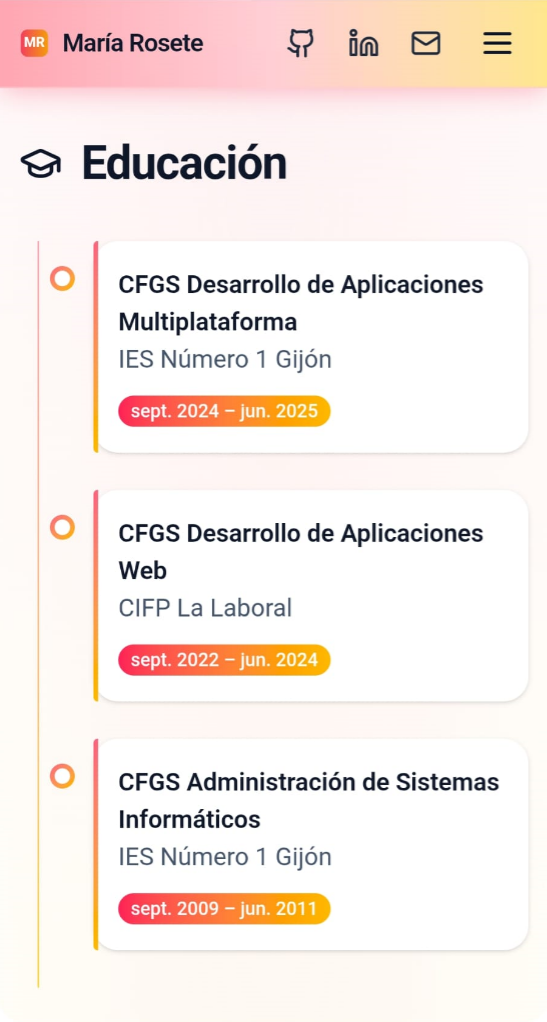 MR María Rosete
Educación
CFGS Desarrollo de Aplicaciones
Multiplataforma
IES Número 1 Gijón
sept. 2024 – jun. 2025
CFGS Desarrollo de Aplicaciones
Web
CIFP La Laboral
sept. 2022 – jun. 2024
CFGS Administración de Sistemas
Informáticos
IES Número 1 Gijón
sept. 2009 – jun. 2011